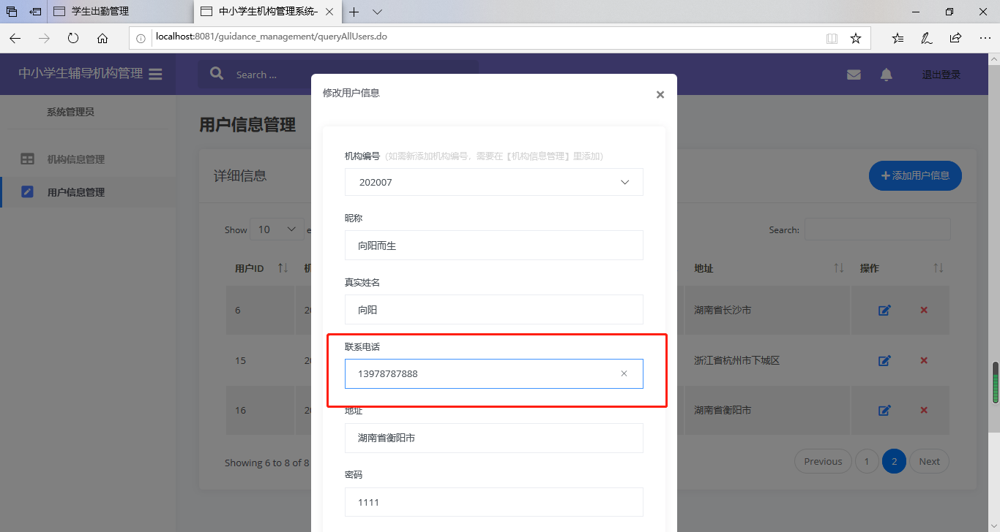 学生出勤管理
中小学生机构管理系统-
localhost:8081/guidance_management/queryAllUsers.do
中小学生辅导机构管理
Search ...
退出登录
系统管理员
机构信息管理
用户信息管理
用户信息管理
详细信息
添加用户信息
Show 10 e
Search:
用户ID 机 地址 操作
6 20 湖南省长沙市
15 20 浙江省杭州市下城区
16 20 湖南省衡阳市
Showing 6 to 8 of 8
Previous 1 2 Next
修改用户信息
机构编号（如需新添加机构编号，需要在【机构信息管理】里添加）
202007
昵称
向阳而生
真实姓名
向阳
联系电话
13978787888
地址
湖南省衡阳市
密码
1111